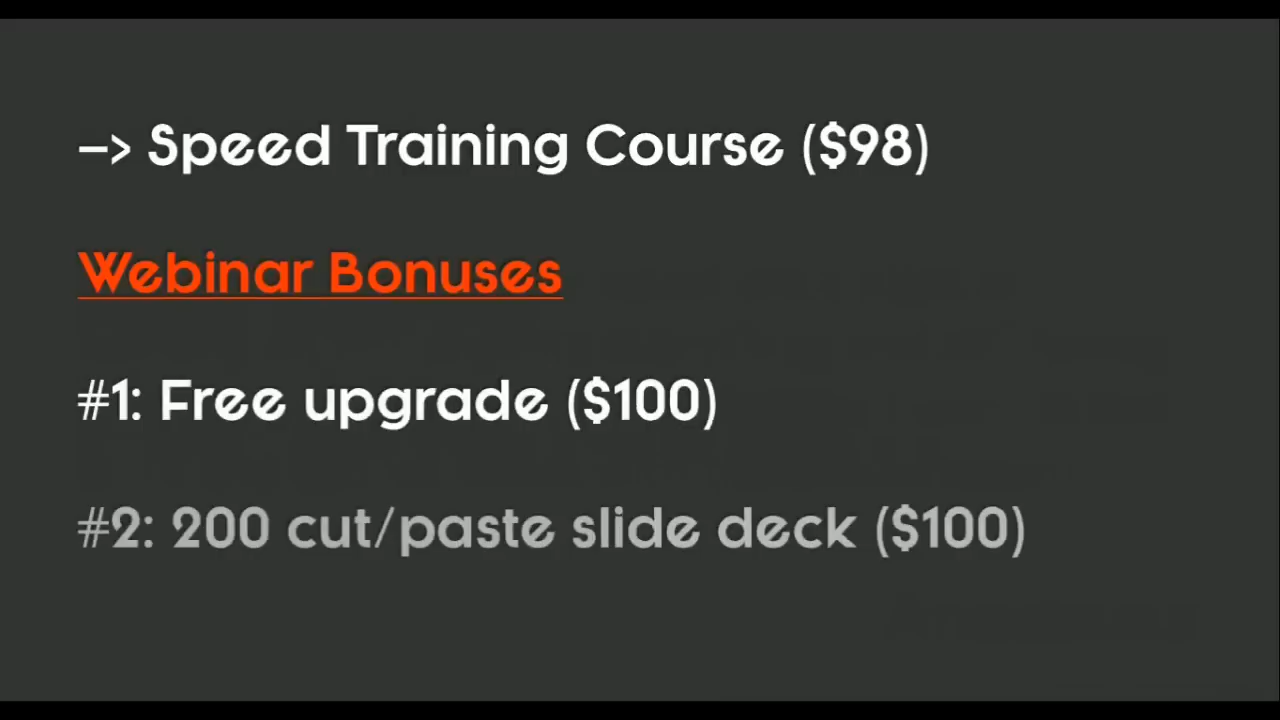 –> Speed Training Course ($98)
Webinar Bonuses
#1: Free upgrade ($100)
#2: 200 cut/paste slide deck ($100)